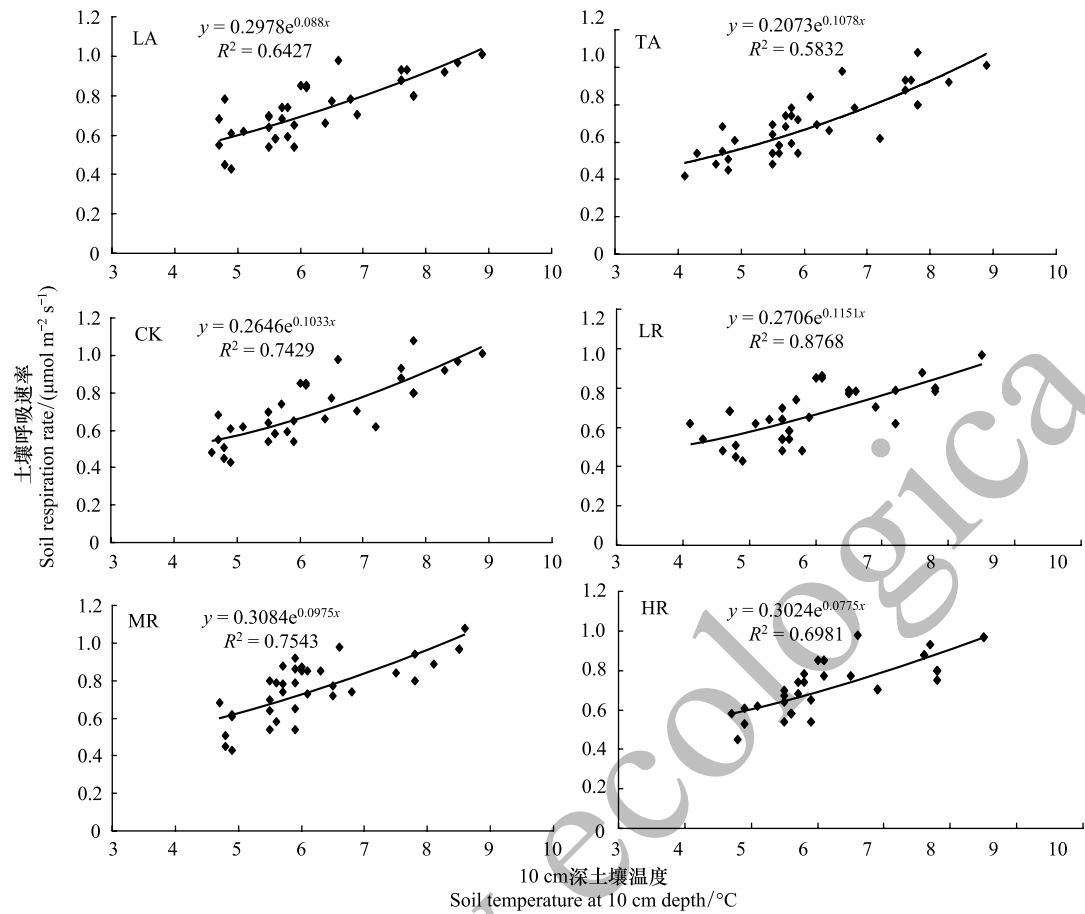 LA
y = 0.2978e^0.088x
R² = 0.6427
1.2
1.0
0.8
0.6
0.4
0.2
0
3 4 5 6 7 8 9 10
TA
y = 0.2073e^0.1078x
R² = 0.5832
1.2
1.0
0.8
0.6
0.4
0.2
0
3 4 5 6 7 8 9 10
CK
y = 0.2646e^0.1033x
R² = 0.7429
1.2
1.0
0.8
0.6
0.4
0.2
0
3 4 5 6 7 8 9 10
LR
y = 0.2706e^0.1151x
R² = 0.8768
1.2
1.0
0.8
0.6
0.4
0.2
0
3 4 5 6 7 8 9 10
MR
y = 0.3084e^0.0975x
R² = 0.7543
1.2
1.0
0.8
0.6
0.4
0.2
0
3 4 5 6 7 8 9 10
HR
y = 0.3024e^0.0775x
R² = 0.6981
1.2
1.0
0.8
0.6
0.4
0.2
0
3 4 5 6 7 8 9 10
土壤呼吸速率
Soil respiration rate/(μmol m⁻² s⁻¹)
10 cm深土壤温度
Soil temperature at 10 cm depth/°C
ecologica